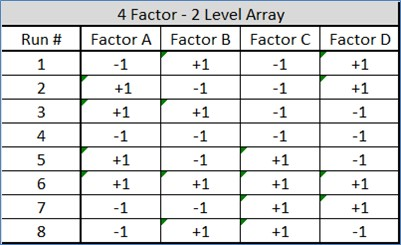 4 Factor - 2 Level Array
Run # Factor A Factor B Factor C Factor D
1 -1 +1 -1 +1
2 +1 -1 -1 +1
3 +1 +1 -1 -1
4 -1 -1 -1 -1
5 +1 -1 +1 -1
6 +1 +1 +1 +1
7 -1 -1 +1 +1
8 -1 +1 +1 -1